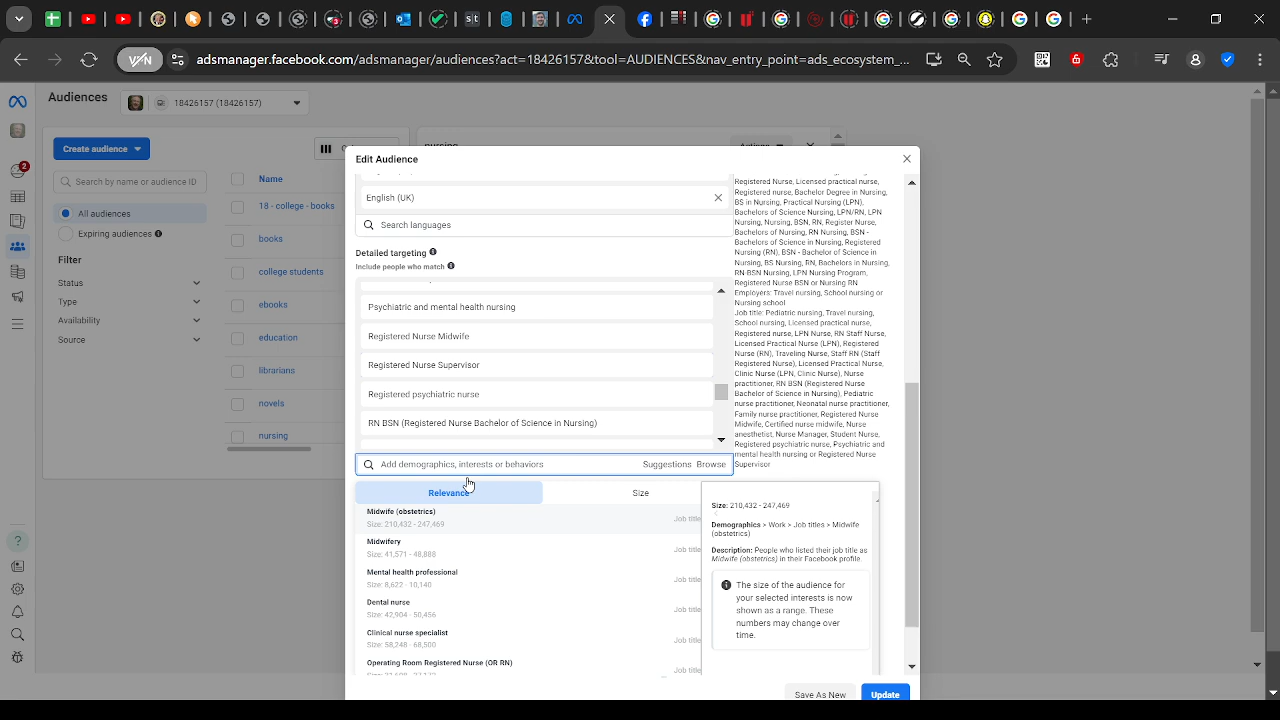 adsmanager.facebook.com/adsmanager/audiences?act=18426157&tool=AUDIENCES&nav_entry_point=ads_ecosystem_...
Audiences
18426157 (18426157)
Create audience
Search by name or audience ID
All audiences
Expiring audiences
Filter
Status
Type
Availability
Source
2
Name
18 - college - books
books
college students
ebooks
education
librarians
novels
nursing
Edit Audience
English (UK)
Search languages
Detailed targeting
Include people who match
Psychiatric and mental health nursing
Registered Nurse Midwife
Registered Nurse Supervisor
Registered psychiatric nurse
RN BSN (Registered Nurse Bachelor of Science in Nursing)
Add demographics, interests or behaviors
Suggestions
Browse
Relevance
Size
Midwife (obstetrics)
Size: 210,432 - 247,469
Job title
Midwifery
Size: 41,571 - 48,888
Job title
Mental health professional
Size: 8,622 - 10,140
Job title
Dental nurse
Size: 42,904 - 50,456
Job title
Clinical nurse specialist
Size: 58,248 - 68,500
Job title
Operating Room Registered Nurse (OR RN)
Job title
Registered Nurse, Licensed practical nurse,
Registered nurse, Bachelor Degree in Nursing,
BS in Nursing, Practical Nursing (LPN),
Bachelors of Science Nursing, LPN/RN, LPN
Nursing, Nursing, BSN, RN, Register Nurse,
Bachelors of Nursing, RN Nursing, BSN -
Bachelors of Science in Nursing, Registered
Nursing (RN), BSN - Bachelor of Science in
Nursing, BS Nursing, RN, Bachelors in Nursing,
RN-BSN Nursing, LPN Nursing Program,
Registered Nurse BSN or Nursing RN
Employers: Travel nursing, School nursing or
Nursing school
Job title: Pediatric nursing, Travel nursing,
School nursing, Licensed practical nurse,
Registered nurse, LPN Nurse, RN Staff Nurse,
Licensed Practical Nurse (LPN), Registered
Nurse (RN), Traveling Nurse, Staff RN (Staff
Registered Nurse), Licensed Practical Nurse,
Clinic Nurse (LPN, Clinic Nurse), Nurse
practitioner, RN BSN (Registered Nurse
Bachelor of Science in Nursing), Pediatric
nurse practitioner, Neonatal nurse practitioner,
Family nurse practitioner, Registered Nurse
Midwife, Certified nurse midwife, Nurse
anesthetist, Nurse Manager, Student Nurse,
Registered psychiatric nurse, Psychiatric and
mental health nursing or Registered Nurse
Supervisor
Size: 210,432 - 247,469
Demographics > Work > Job titles > Midwife
(obstetrics)
Description: People who listed their job title as
Midwife (obstetrics) in their Facebook profile.
The size of the audience for
your selected interests is now
shown as a range. These
numbers may change over
time.
Save As New
Update